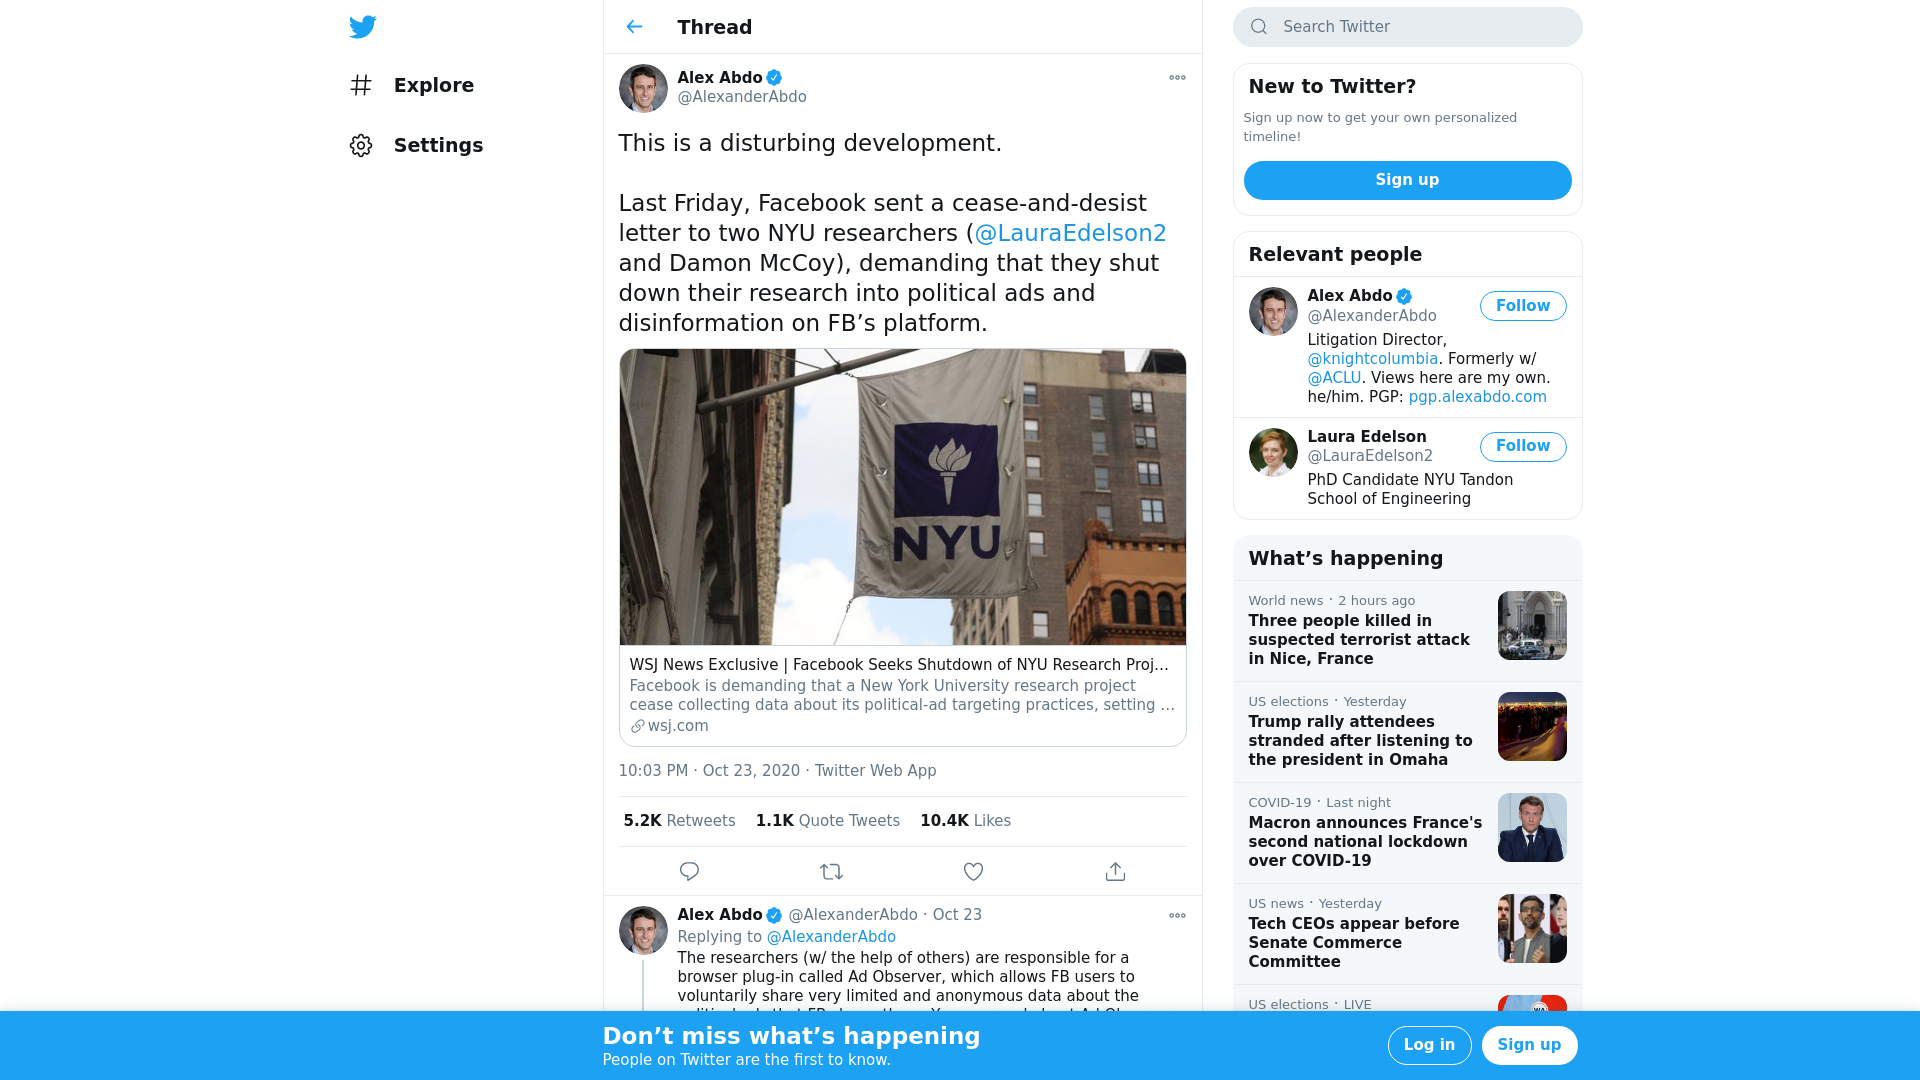 Explore
Settings
Thread
Alex Abdo
@AlexanderAbdo
This is a disturbing development.
Last Friday, Facebook sent a cease-and-desist
letter to two NYU researchers (@LauraEdelson2
and Damon McCoy), demanding that they shut
down their research into political ads and
disinformation on FB’s platform.
NYU
WSJ News Exclusive | Facebook Seeks Shutdown of NYU Research Proj...
Facebook is demanding that a New York University research project
cease collecting data about its political-ad targeting practices, setting ...
wsj.com
10:03 PM · Oct 23, 2020 · Twitter Web App
5.2K Retweets 1.1K Quote Tweets 10.4K Likes
Alex Abdo @AlexanderAbdo · Oct 23
Replying to @AlexanderAbdo
The researchers (w/ the help of others) are responsible for a
browser plug-in called Ad Observer, which allows FB users to
voluntarily share very limited and anonymous data about the
Search Twitter
New to Twitter?
Sign up now to get your own personalized
timeline!
Sign up
Relevant people
Alex Abdo
@AlexanderAbdo
Follow
Litigation Director,
@knightcolumbia. Formerly w/
@ACLU. Views here are my own.
he/him. PGP: pgp.alexabdo.com
Laura Edelson
@LauraEdelson2
Follow
PhD Candidate NYU Tandon
School of Engineering
What’s happening
World news · 2 hours ago
Three people killed in
suspected terrorist attack
in Nice, France
US elections · Yesterday
Trump rally attendees
stranded after listening to
the president in Omaha
COVID-19 · Last night
Macron announces France's
second national lockdown
over COVID-19
US news · Yesterday
Tech CEOs appear before
Senate Commerce
Committee
US elections · LIVE
Don’t miss what’s happening
People on Twitter are the first to know.
Log in
Sign up